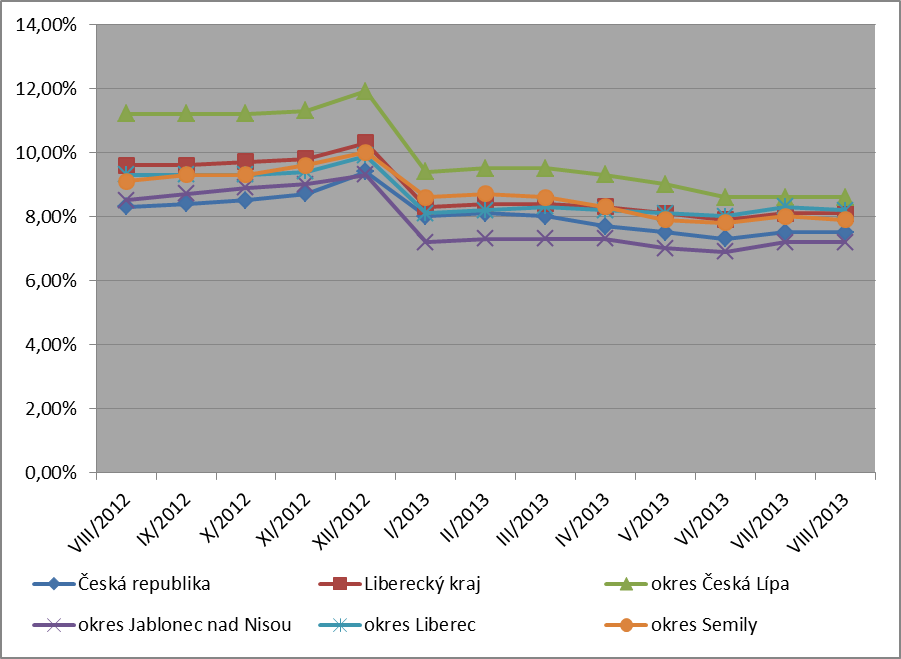 14,00%
12,00%
10,00%
8,00%
6,00%
4,00%
2,00%
0,00%
VIII/2012 IX/2012 X/2012 XI/2012 XII/2012 I/2013 II/2013 III/2013 IV/2013 V/2013 VI/2013 VII/2013 VIII/2013
Česká republika Liberecký kraj okres Česká Lípa
okres Jablonec nad Nisou okres Liberec okres Semily